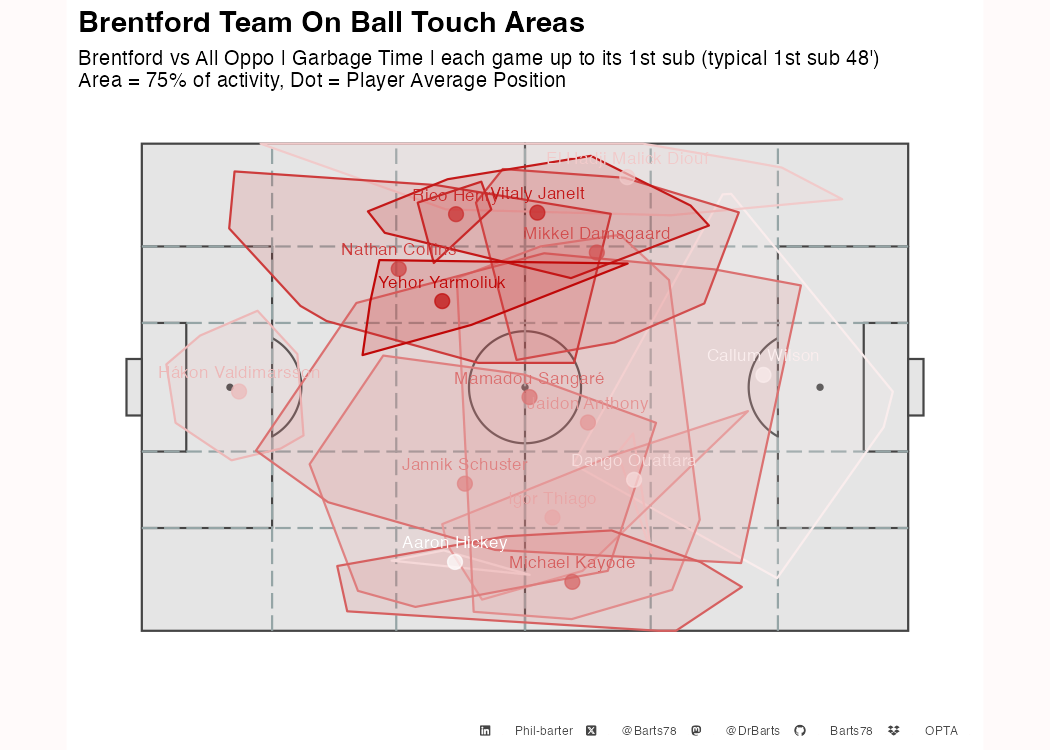 Brentford Team On Ball Touch Areas
Brentford vs All Oppo I Garbage Time I each game up to its 1st sub (typical 1st sub 48')
Area = 75% of activity, Dot = Player Average Position
El Hadji Malick Diouf
Rico Henry
Vitaly Janelt
Mikkel Damsgaard
Nathan Collins
Yehor Yarmoliuk
Callum Wilson
Hákon Valdimarsson
Mamadou Sangaré
Jaidon Anthony
Jannik Schuster
Dango Ouattara
Igor Thiago
Aaron Hickey
Michael Kayode
Phil-barter @Barts78 @DrBarts Barts78 OPTA